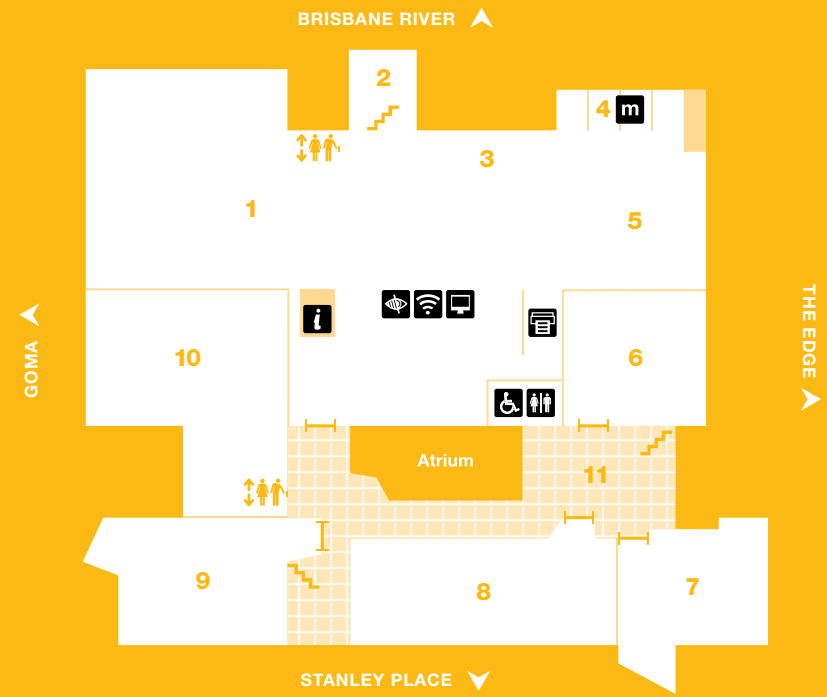 BRISBANE RIVER
2
4 m
3
1
5
i
10
6
GOMA
THE EDGE
Atrium
11
9
8
7
STANLEY PLACE